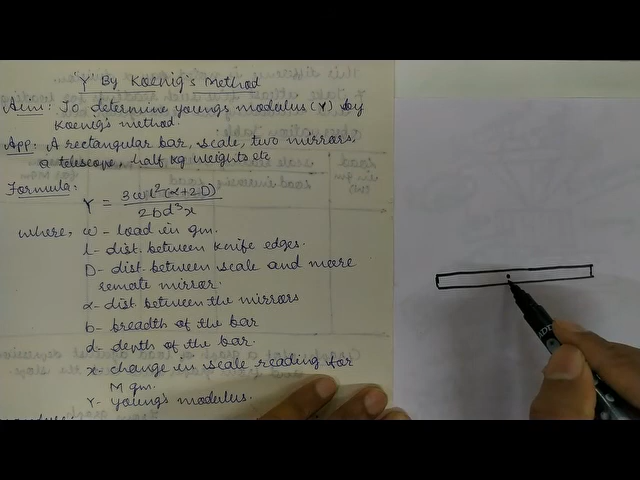 'Y' By Koenig's Method
Aim: To determine youngs modulus (Y) by
Koenig's method.
App: A rectangular bar, scale, two mirrors,
a telescope, half kg weights etc
Formula:
Y = 3ωl²(α+2D) / 2bd³x
where, ω - load in gm.
l - dist. between knife edges.
D - dist. between scale and more
remote mirror.
α - dist between the mirrors
b - breadth of the bar
d - depth of the bar.
x - change in scale reading for
M gm.
Y - young's modulus.